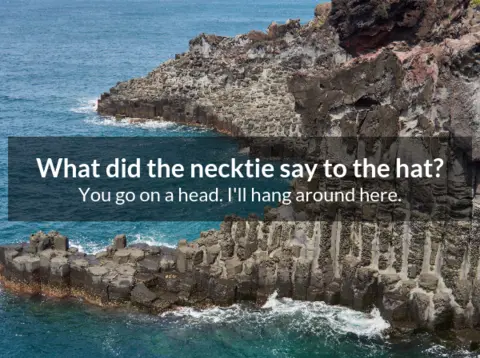 What did the necktie say to the hat?
You go on a head. I'll hang around here.